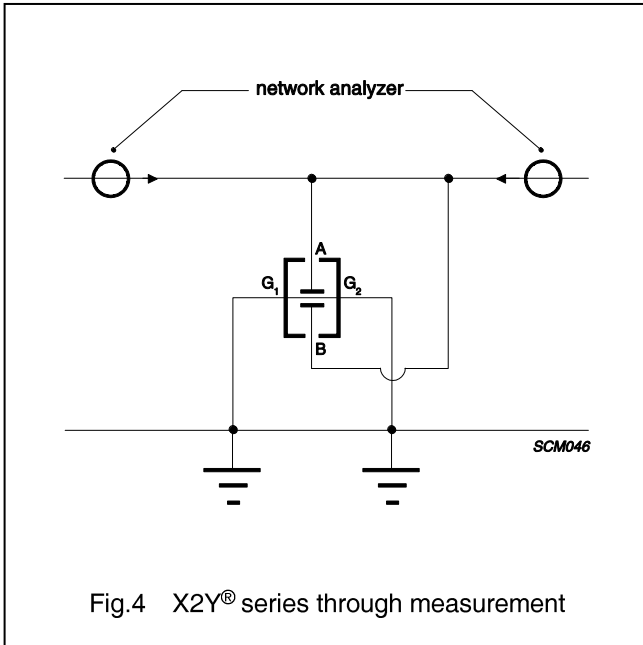 network analyzer
A
G₁ G₂
B
SCM046
Fig.4 X2Y® series through measurement